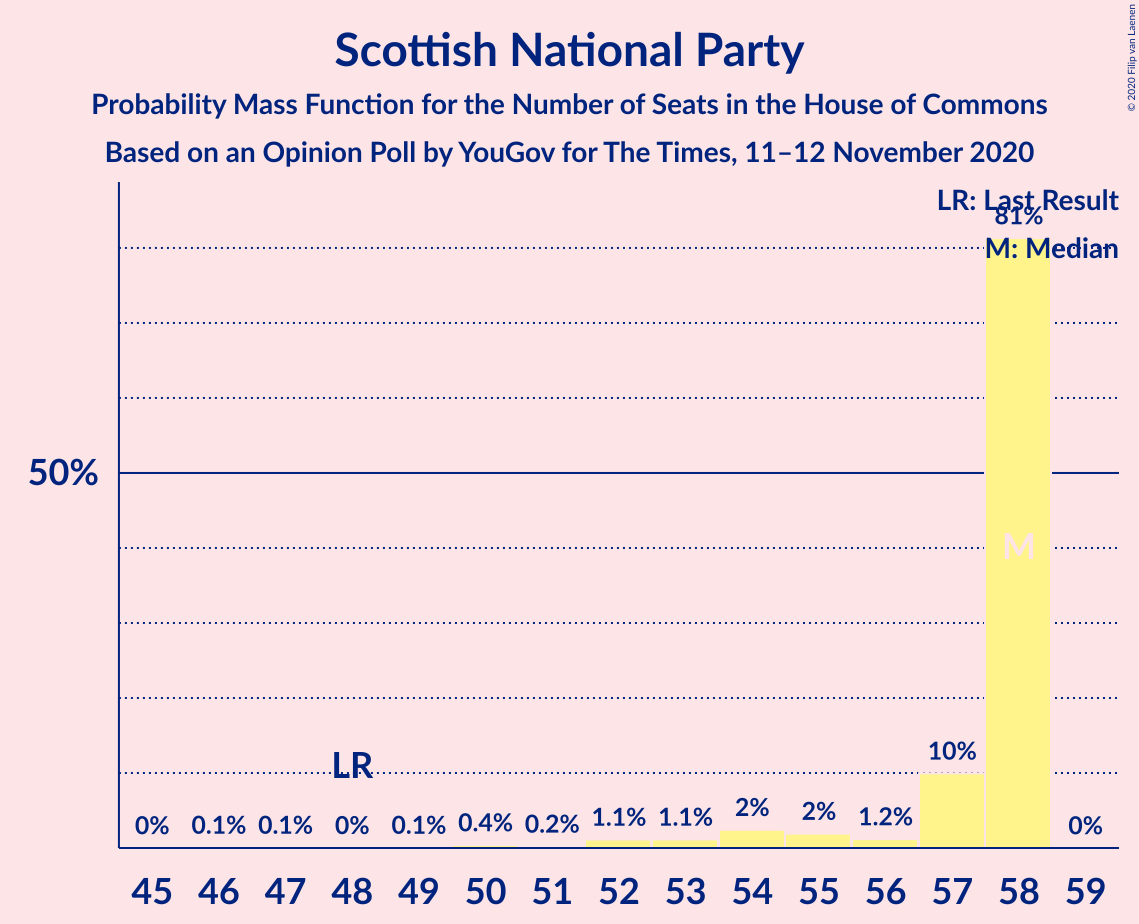 Scottish National Party
Probability Mass Function for the Number of Seats in the House of Commons
Based on an Opinion Poll by YouGov for The Times, 11–12 November 2020
© 2020 Filip van Laenen
LR: Last Result
81%
M: Median
50%
M
LR
10%
0% 0.1% 0.1% 0% 0.1% 0.4% 0.2% 1.1% 1.1% 2% 2% 1.2% 0%
45 46 47 48 49 50 51 52 53 54 55 56 57 58 59